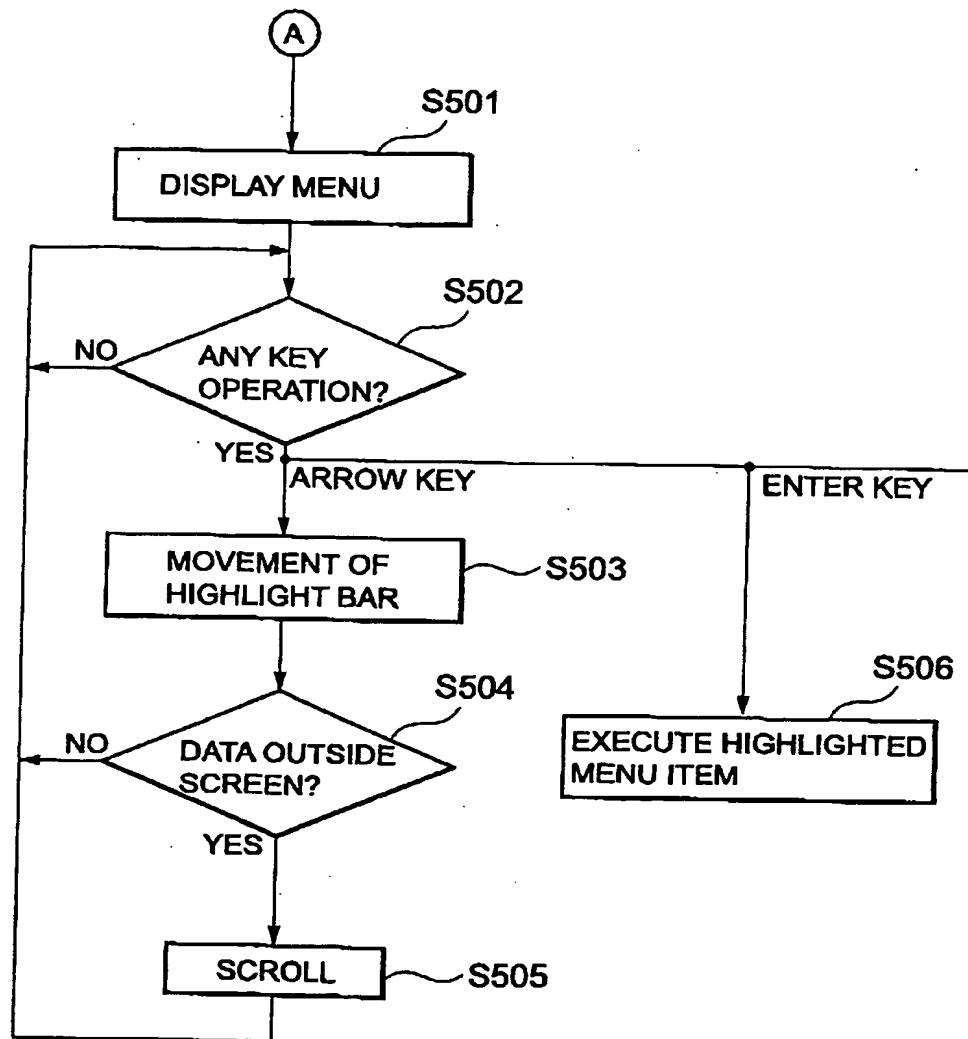 A
S501
DISPLAY MENU
S502
NO
ANY KEY
OPERATION?
YES
ARROW KEY
ENTER KEY
MOVEMENT OF
HIGHLIGHT BAR
S503
S504
S506
NO
DATA OUTSIDE
SCREEN?
EXECUTE HIGHLIGHTED
MENU ITEM
YES
SCROLL
S505